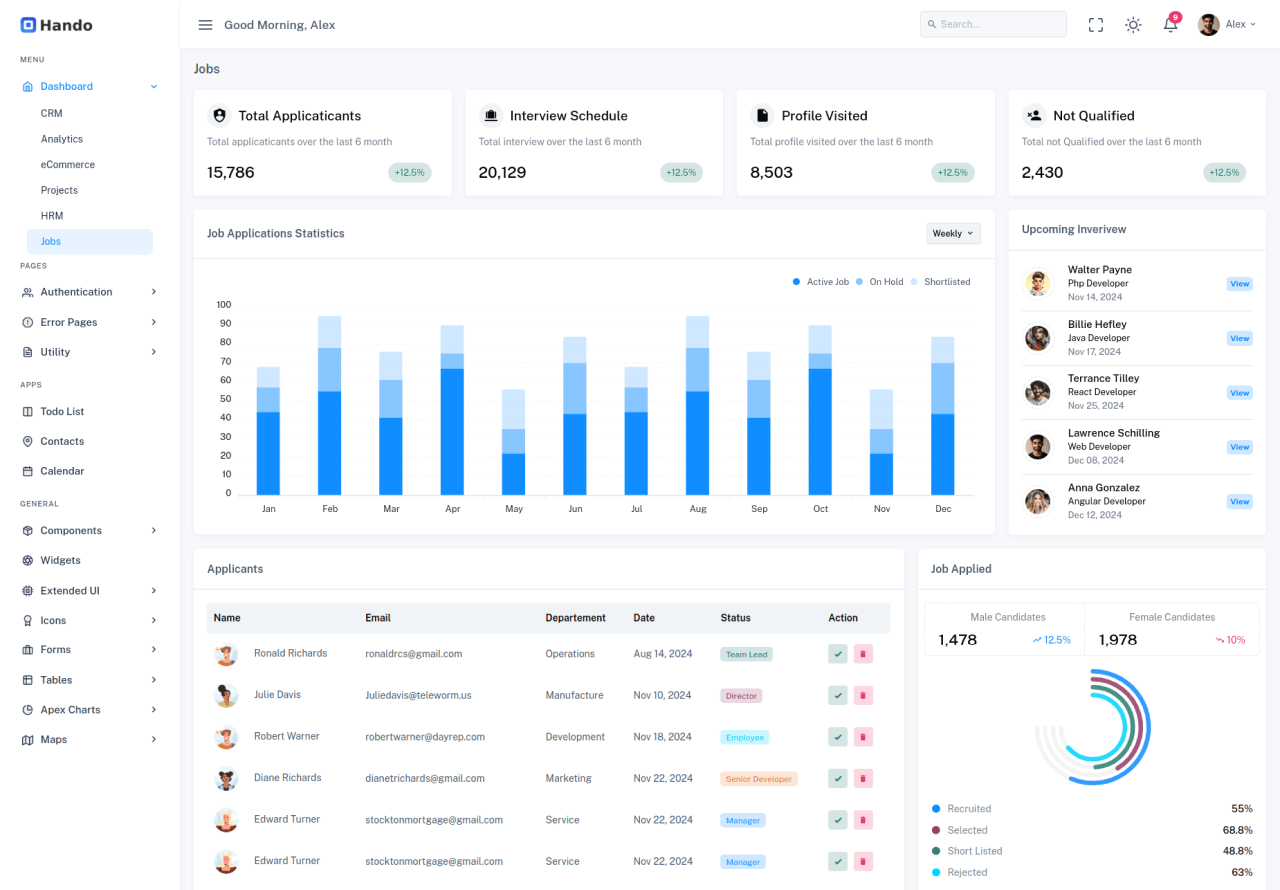 Hando
Good Morning, Alex
Search...
9
Alex
MENU
Dashboard
CRM
Analytics
eCommerce
Projects
HRM
Jobs
PAGES
Authentication
Error Pages
Utility
APPS
Todo List
Contacts
Calendar
GENERAL
Components
Widgets
Extended UI
Icons
Forms
Tables
Apex Charts
Maps
Jobs
Total Applicaticants
Total applicaticants over the last 6 month
15,786
+12.5%
Interview Schedule
Total interview over the last 6 month
20,129
+12.5%
Profile Visited
Total profile visited over the last 6 month
8,503
+12.5%
Not Qualified
Total not Qualified over the last 6 month
2,430
+12.5%
Job Applications Statistics
Weekly
Active Job On Hold Shortlisted
100
90
80
70
60
50
40
30
20
10
0
Jan Feb Mar Apr May Jun Jul Aug Sep Oct Nov Dec
Upcoming Inverivew
Walter Payne
Php Developer
Nov 14, 2024
View
Billie Hefley
Java Developer
Nov 17, 2024
View
Terrance Tilley
React Developer
Nov 25, 2024
View
Lawrence Schilling
Web Developer
Dec 08, 2024
View
Anna Gonzalez
Angular Developer
Dec 12, 2024
View
Applicants
Name Email Departement Date Status Action
Ronald Richards ronaldrcs@gmail.com Operations Aug 14, 2024 Team Lead
Julie Davis Juliedavis@teleworm.us Manufacture Nov 10, 2024 Director
Robert Warner robertwarner@dayrep.com Development Nov 18, 2024 Employee
Diane Richards dianetrichards@gmail.com Marketing Nov 22, 2024 Senior Developer
Edward Turner stocktonmortgage@gmail.com Service Nov 22, 2024 Manager
Edward Turner stocktonmortgage@gmail.com Service Nov 22, 2024 Manager
Job Applied
Male Candidates
1,478
12.5%
Female Candidates
1,978
10%
Recruited 55%
Selected 68.8%
Short Listed 48.8%
Rejected 63%